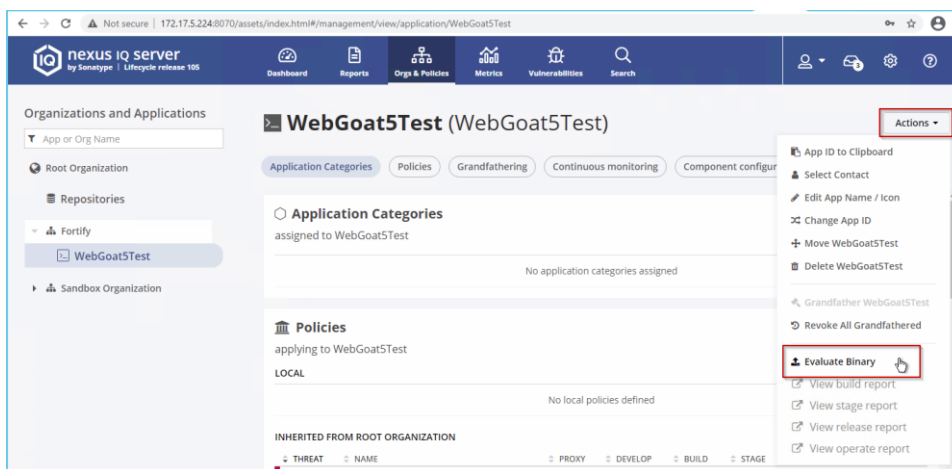 Not secure | 172.17.5.224:8070/assets/index.html#/management/view/application/WebGoat5Test
IQ nexus IQ server
by Sonatype | Lifecycle release 105
Dashboard Reports Orgs & Policies Metrics Vulnerabilities Search
3
Organizations and Applications
App or Org Name
Root Organization
Repositories
Fortify
WebGoat5Test
Sandbox Organization
WebGoat5Test (WebGoat5Test)
Actions
Application Categories Policies Grandfathering Continuous monitoring Component configur
Application Categories
assigned to WebGoat5Test
No application categories assigned
Policies
applying to WebGoat5Test
LOCAL
No local policies defined
INHERITED FROM ROOT ORGANIZATION
THREAT NAME PROXY DEVELOP BUILD STAGE
App ID to Clipboard
Select Contact
Edit App Name / Icon
Change App ID
Move WebGoat5Test
Delete WebGoat5Test
Grandfather WebGoat5Test
Revoke All Grandfathered
Evaluate Binary
View build report
View stage report
View release report
View operate report